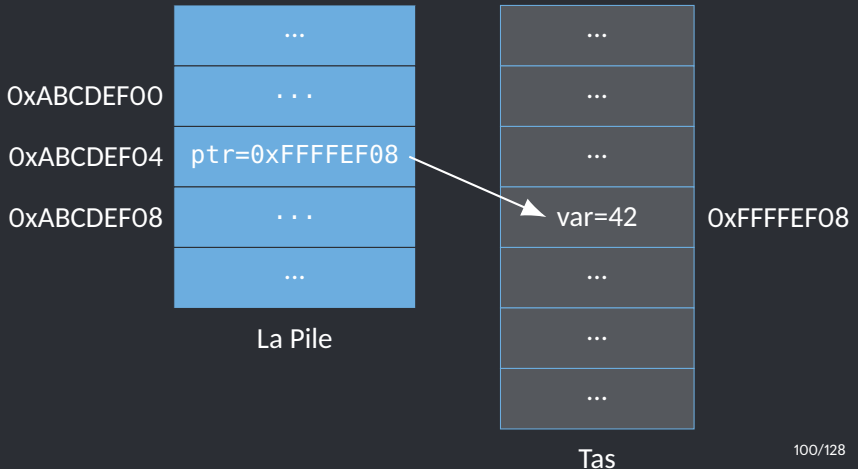 ...
...
0xABCDEF00
...
...
0xABCDEF04
ptr=0xFFFFEF08
...
0xABCDEF08
...
var=42
0xFFFFEF08
...
...
La Pile
...
...
Tas
100/128